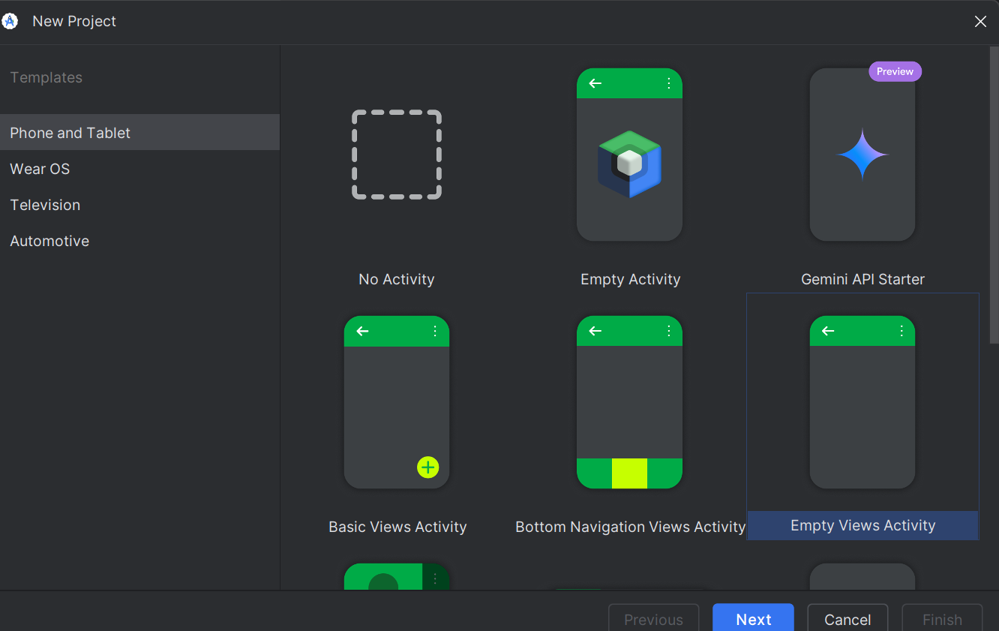 New Project
Templates
Phone and Tablet
Wear OS
Television
Automotive
Preview
No Activity
Empty Activity
Gemini API Starter
Basic Views Activity
Bottom Navigation Views Activity
Empty Views Activity
Previous
Next
Cancel
Finish